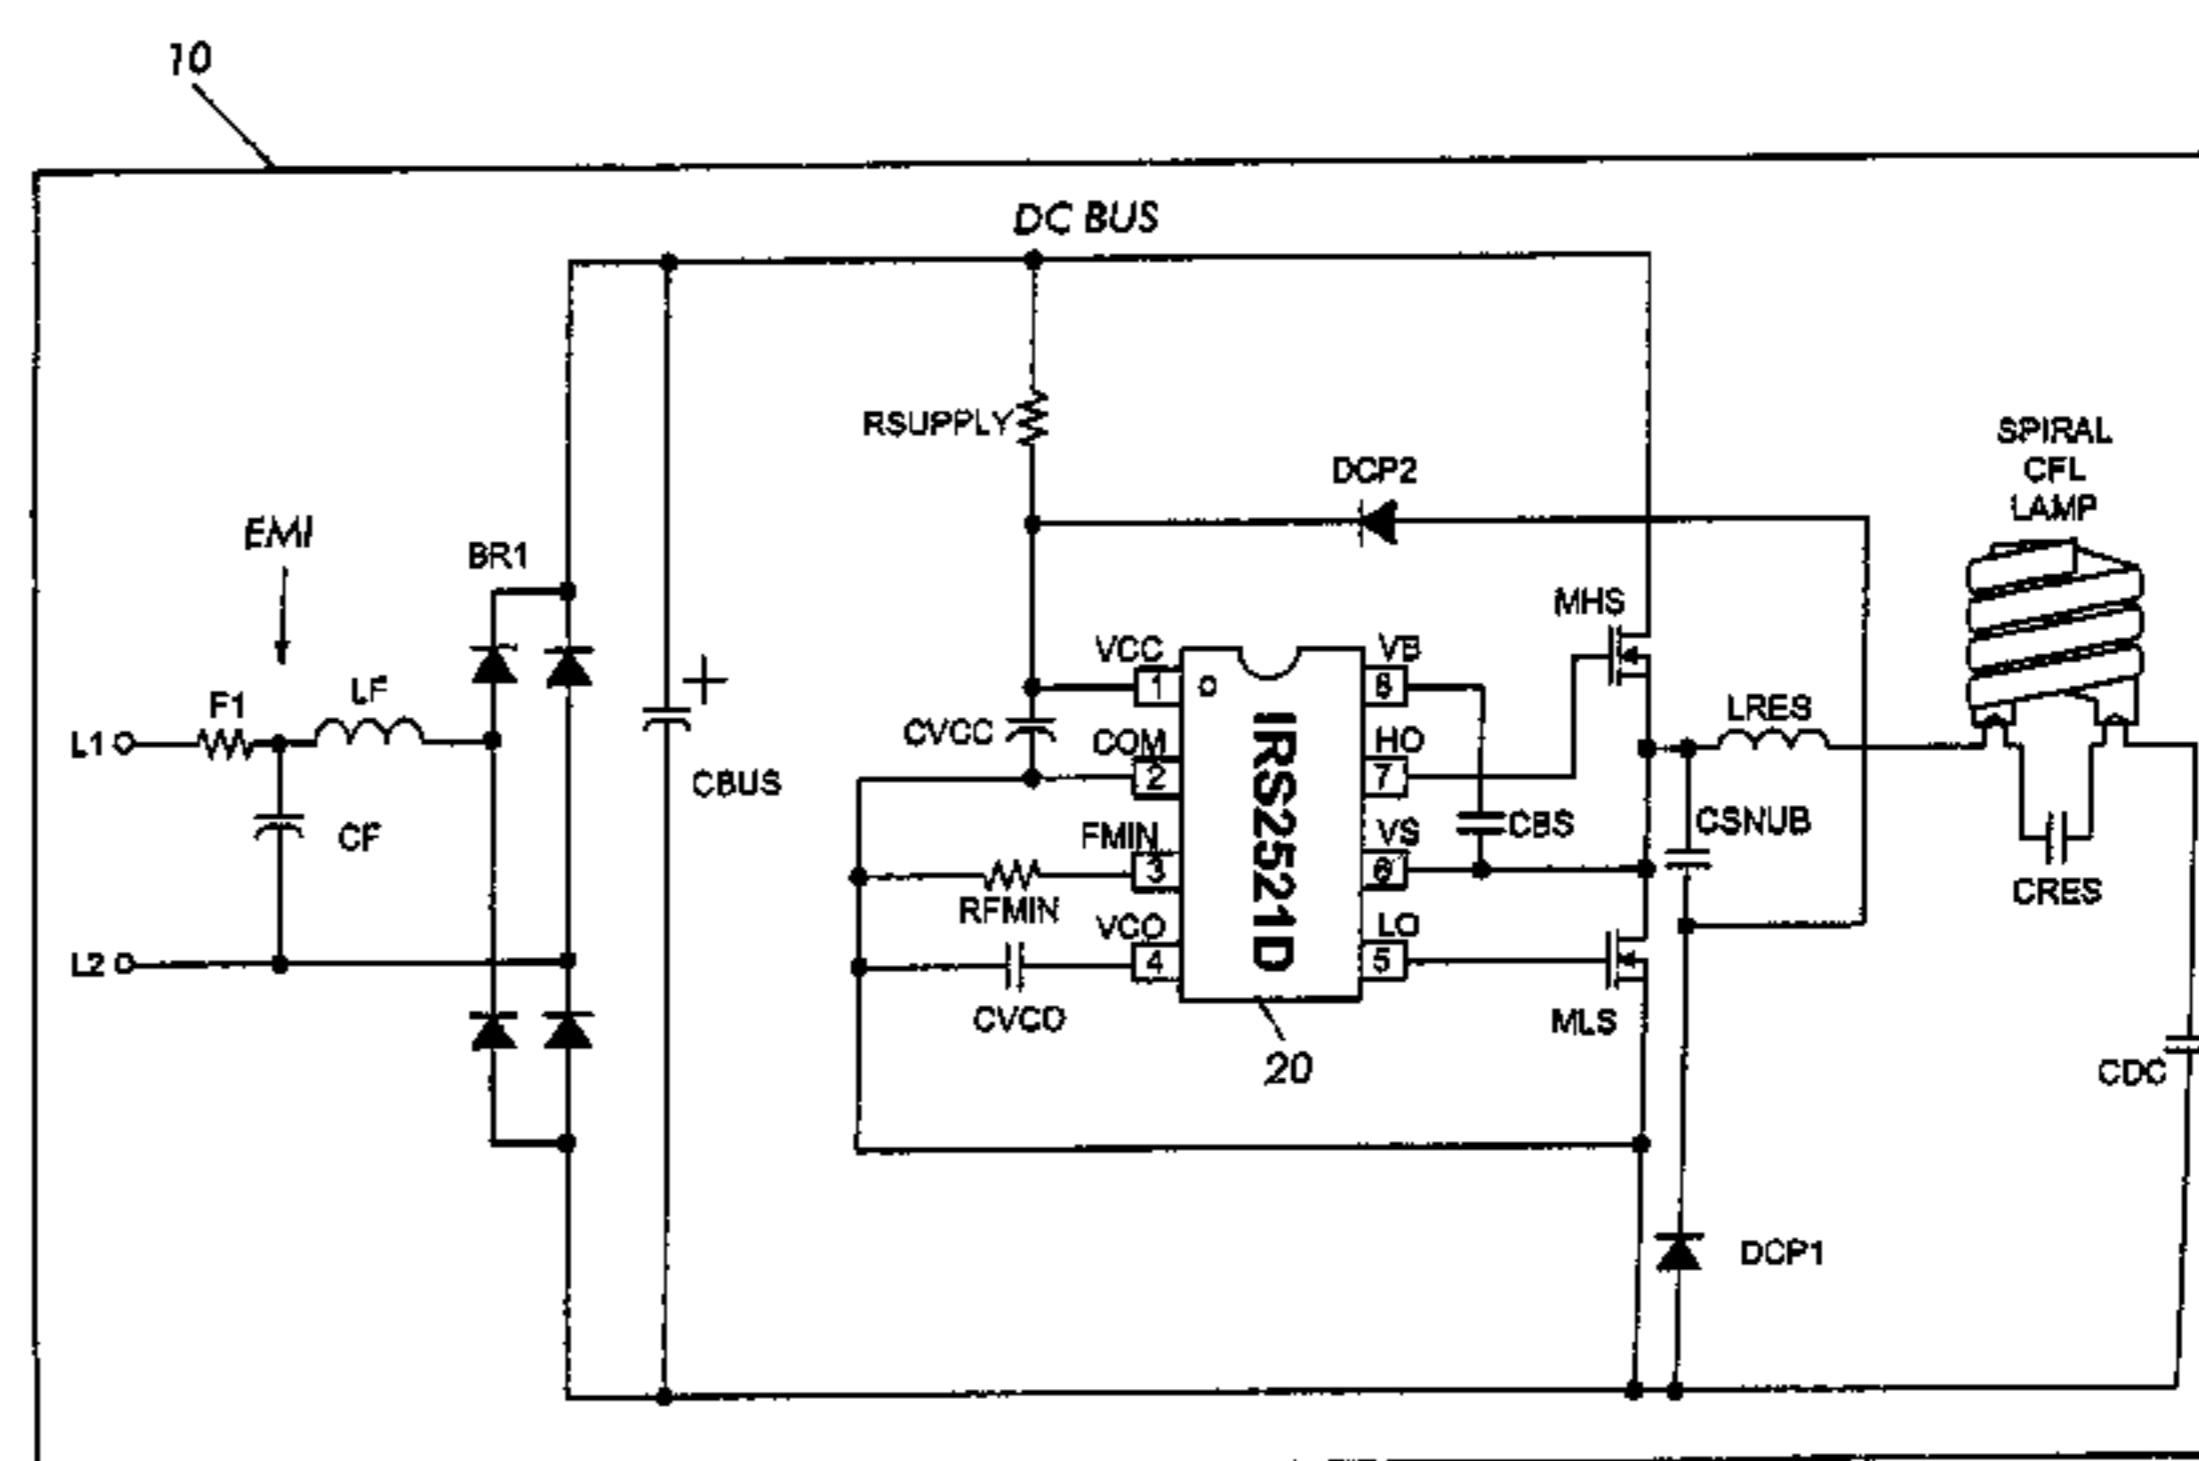 10
DC BUS
RSUPPLY
DCP2
SPIRAL
CFL
LAMP
EMI
BR1
MHS
VCC
VB
1
8
F1
LF
LRES
L1
CVCC
COM
HO
2
7
+
CBUS
IRS2521D
CF
FMIN
VS
CBS
CSNUB
3
6
CRES
RFMIN
VCO
LO
L2
4
5
CVCO
MLS
20
CDC
DCP1